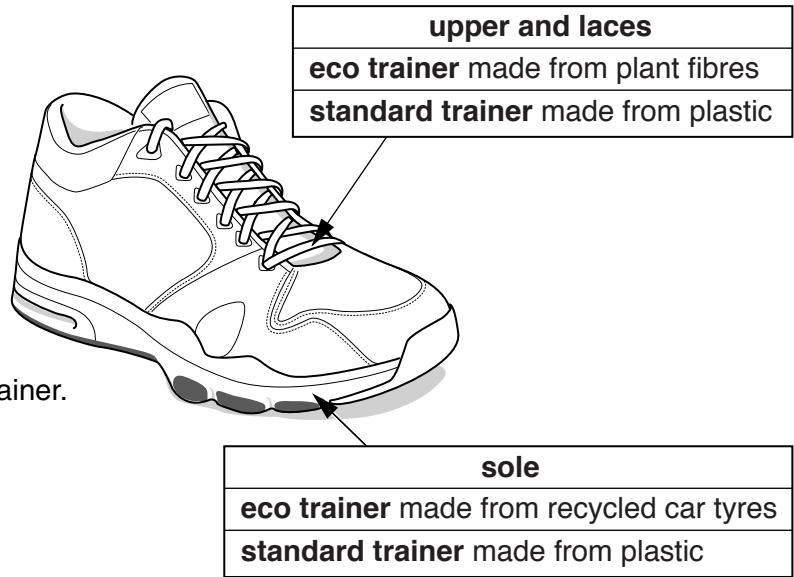 upper and laces
eco trainer made from plant fibres
standard trainer made from plastic
ainer.
sole
eco trainer made from recycled car tyres
standard trainer made from plastic